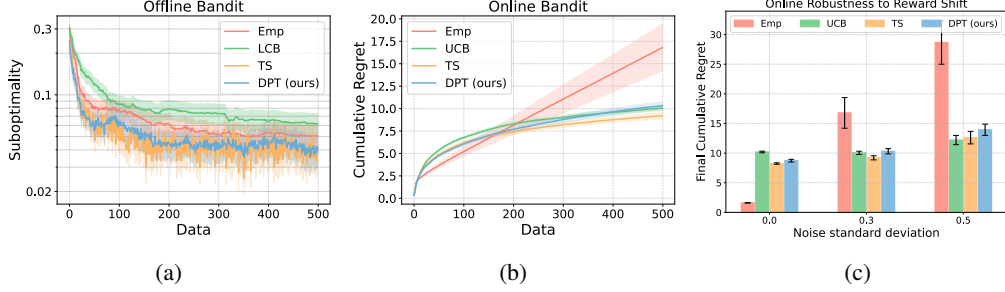 Offline Bandit
Suboptimality
0.3
0.1
0.02
Emp
LCB
TS
DPT (ours)
0
100
200
300
400
500
Data
(a)
Online Bandit
Cumulative Regret
20.0
17.5
15.0
12.5
10.0
7.5
5.0
2.5
0.0
Emp
UCB
TS
DPT (ours)
0
100
200
300
400
500
Data
(b)
Online Robustness to Reward Shift
Final Cumulative Regret
30
25
20
15
10
5
0
Emp
UCB
TS
DPT (ours)
0.0
0.3
0.5
Noise standard deviation
(c)